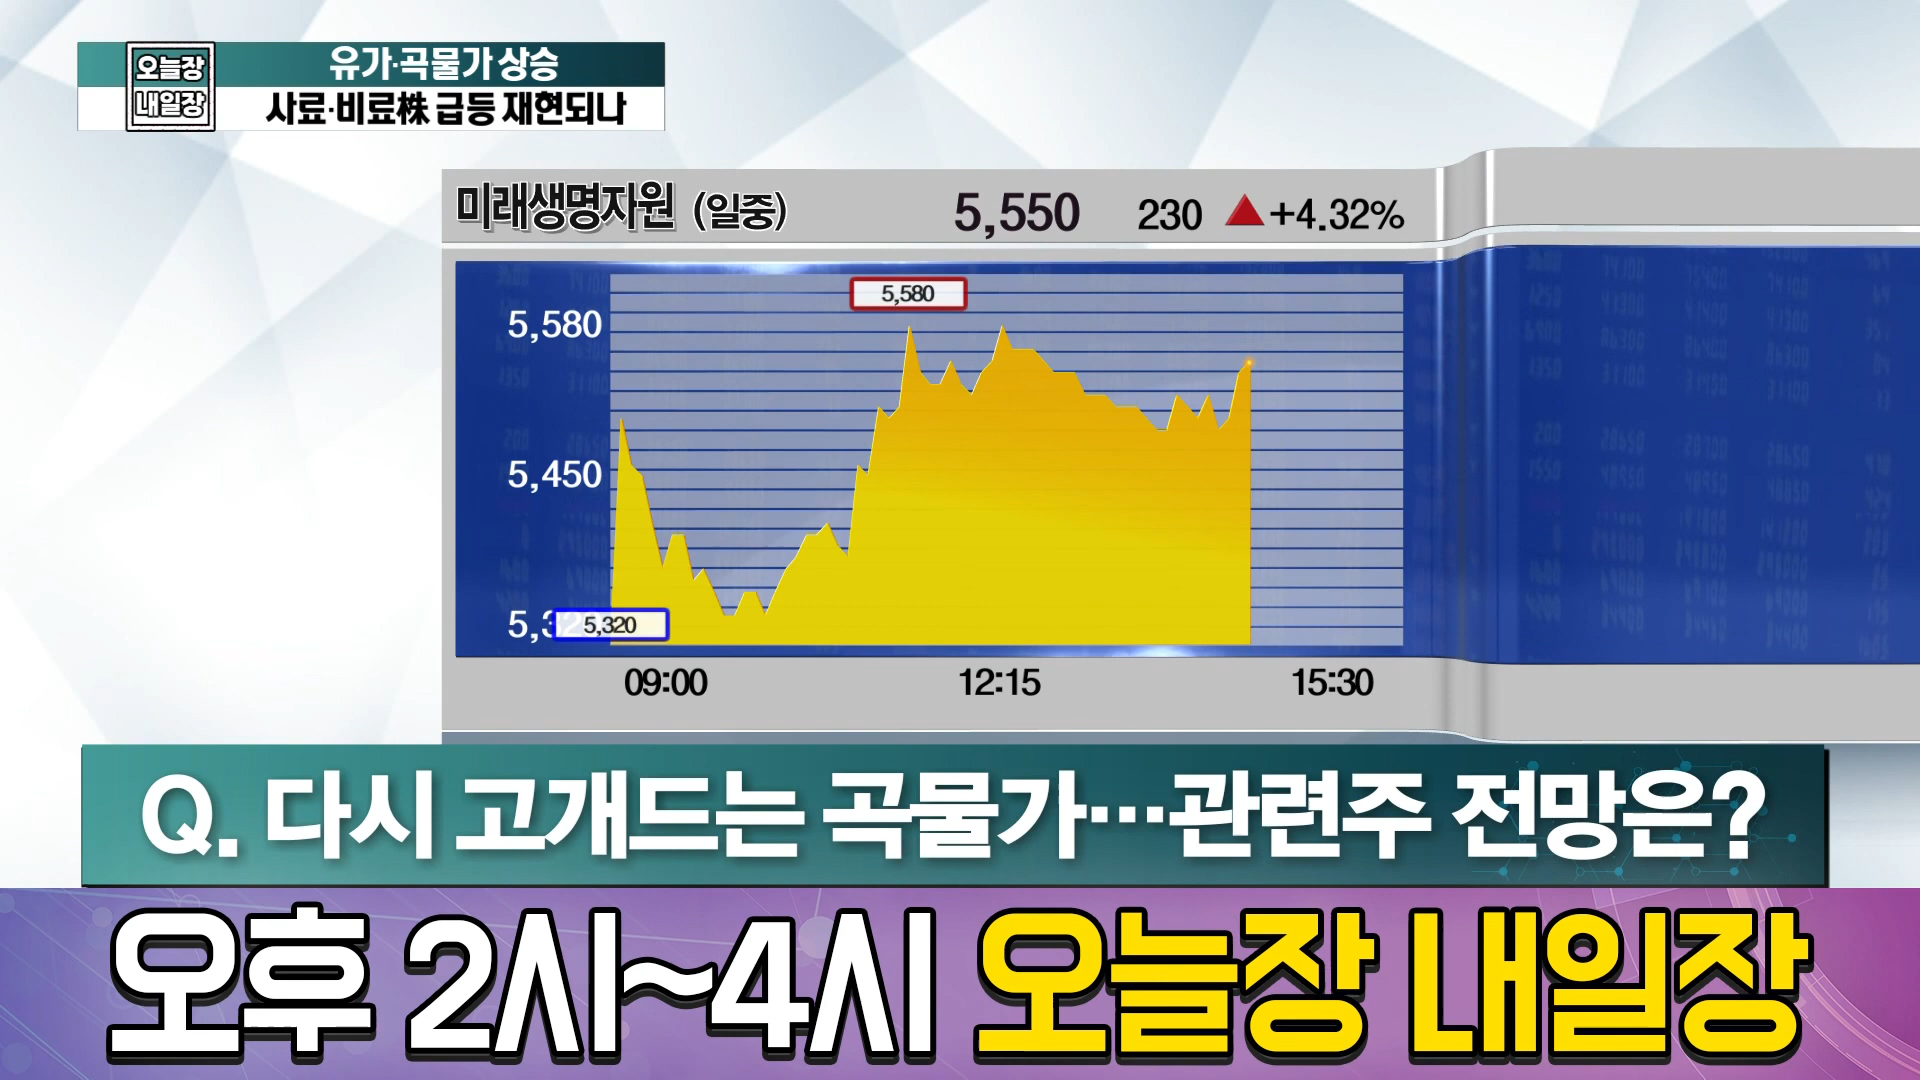 오늘장
내일장
유가·곡물가 상승
사료·비료株 급등 재현되나
미래생명자원 (일중) 5,550 230 ▲+4.32%
5,580
5,580
5,450
5,320
09:00 12:15 15:30
Q. 다시 고개드는 곡물가…관련주 전망은?
오후 2시~4시 오늘장 내일장